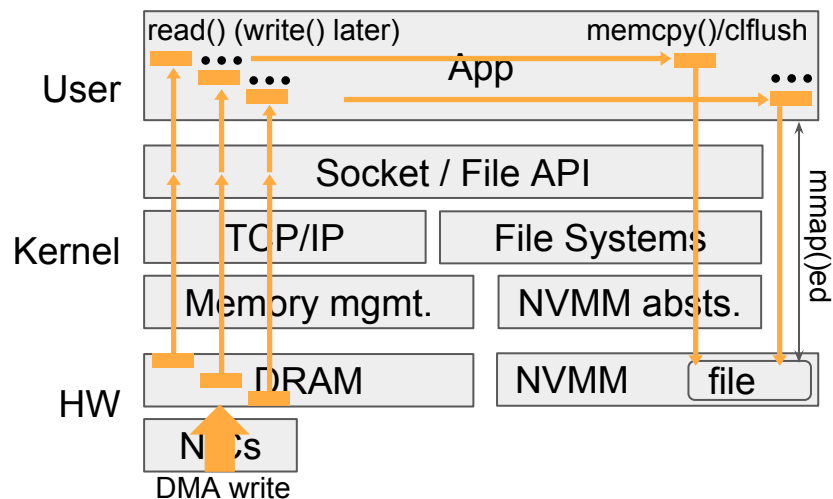 read() (write() later)
memcpy()/clflush
App
User
Socket / File API
mmap()ed
TCP/IP
File Systems
Kernel
Memory mgmt.
NVMM absts.
DRAM
NVMM
file
HW
NICs
DMA write